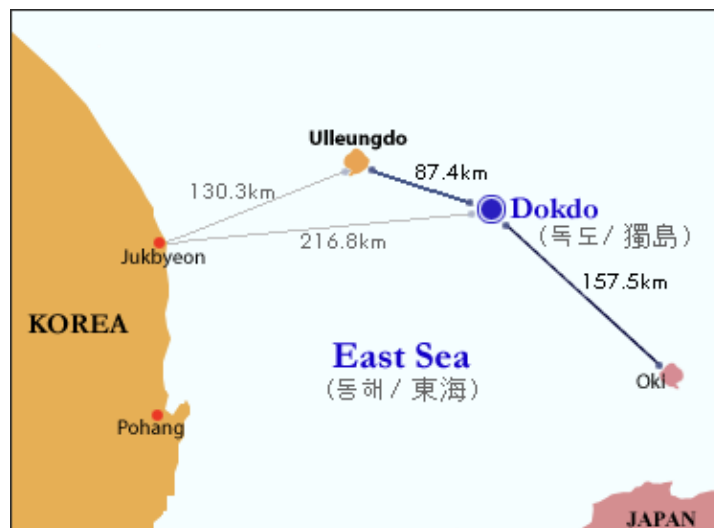 Ulleungdo
87.4km
130.3km
Dokdo
(독도/ 獨島)
216.8km
Jukbyeon
157.5km
KOREA
East Sea
(동해/ 東海)
Oki
Pohang
JAPAN